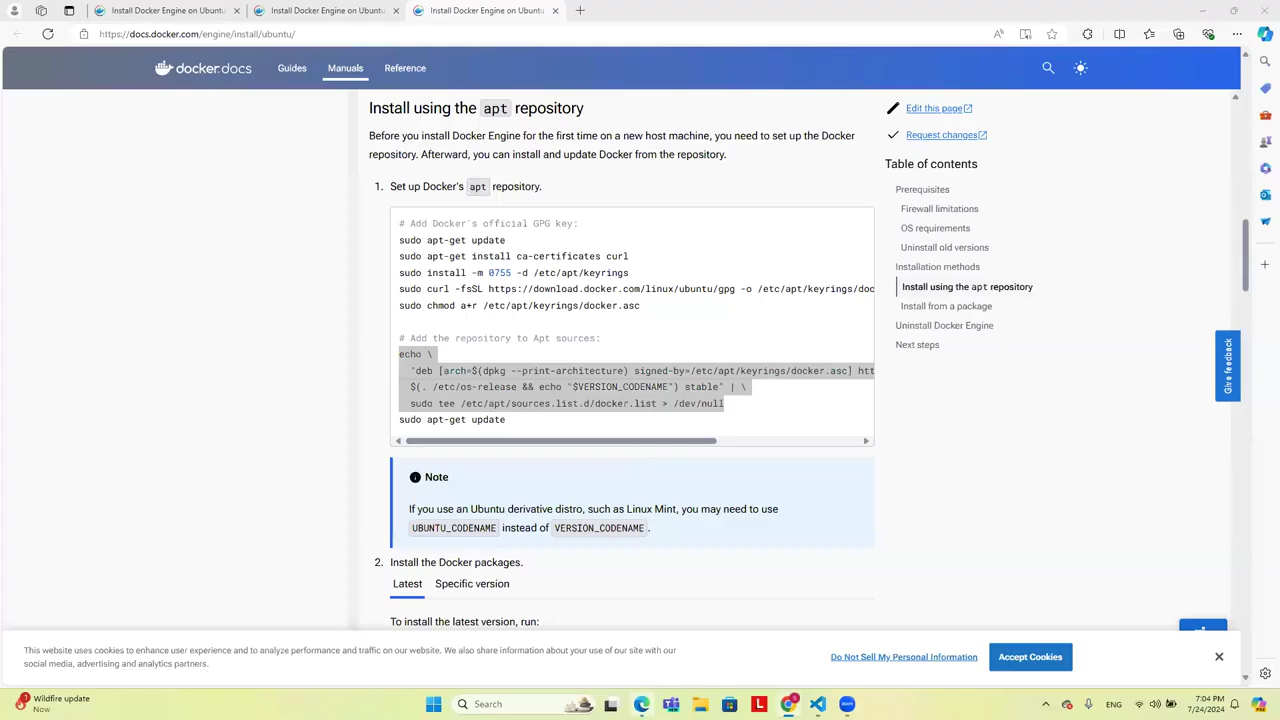 Install Docker Engine on Ubuntu
Install Docker Engine on Ubuntu
Install Docker Engine on Ubuntu
https://docs.docker.com/engine/install/ubuntu/
docker.docs
Guides
Manuals
Reference
Install using the apt repository
Before you install Docker Engine for the first time on a new host machine, you need to set up the Docker
repository. Afterward, you can install and update Docker from the repository.
1. Set up Docker's apt repository.
# Add Docker's official GPG key:
sudo apt-get update
sudo apt-get install ca-certificates curl
sudo install -m 0755 -d /etc/apt/keyrings
sudo curl -fsSL https://download.docker.com/linux/ubuntu/gpg -o /etc/apt/keyrings/doc
sudo chmod a+r /etc/apt/keyrings/docker.asc
# Add the repository to Apt sources:
echo \
"deb [arch=$(dpkg --print-architecture) signed-by=/etc/apt/keyrings/docker.asc] htt
$(. /etc/os-release && echo "$VERSION_CODENAME") stable" | \
sudo tee /etc/apt/sources.list.d/docker.list > /dev/null
sudo apt-get update
Note
If you use an Ubuntu derivative distro, such as Linux Mint, you may need to use
UBUNTU_CODENAME instead of VERSION_CODENAME.
2. Install the Docker packages.
Latest
Specific version
To install the latest version, run:
Edit this page
Request changes
Table of contents
Prerequisites
Firewall limitations
OS requirements
Uninstall old versions
Installation methods
Install using the apt repository
Install from a package
Uninstall Docker Engine
Next steps
Give feedback
This website uses cookies to enhance user experience and to analyze performance and traffic on our website. We also share information about your use of our site with our
social media, advertising and analytics partners.
Do Not Sell My Personal Information
Accept Cookies
1
Wildfire update
Now
Search
L
zoom
ENG
7:04 PM
7/24/2024